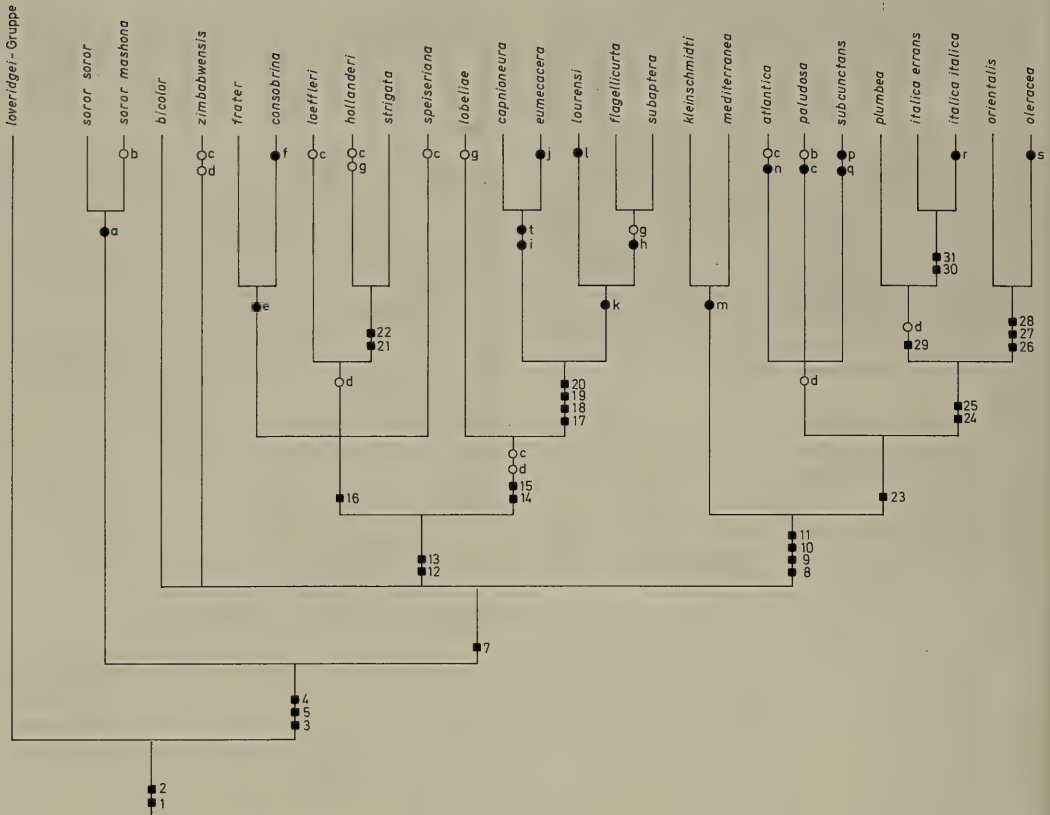 loveridgei - Gruppe
soror soror
soror mashona
bicolor
zimbabwensis
frater
consobrina
loeffleri
hollanderi
strigata
speiseriana
lobeliae
capnioneura
eumecacera
lourensi
flagellicurta
subaptera
kleinschmidti
mediterranea
atlantica
paludosa
subcunctans
plumbea
italica errans
italica italica
orientalis
oleracea
b
c
d
f
c
c
g
c
g
j
l
c
n
b
c
p
q
r
s
a
t
i
g
h
31
30
e
k
m
22
21
d
29
28
27
26
d
20
19
18
17
d
25
24
c
d
15
14
16
23
13
12
11
10
9
8
7
4
5
3
2
1